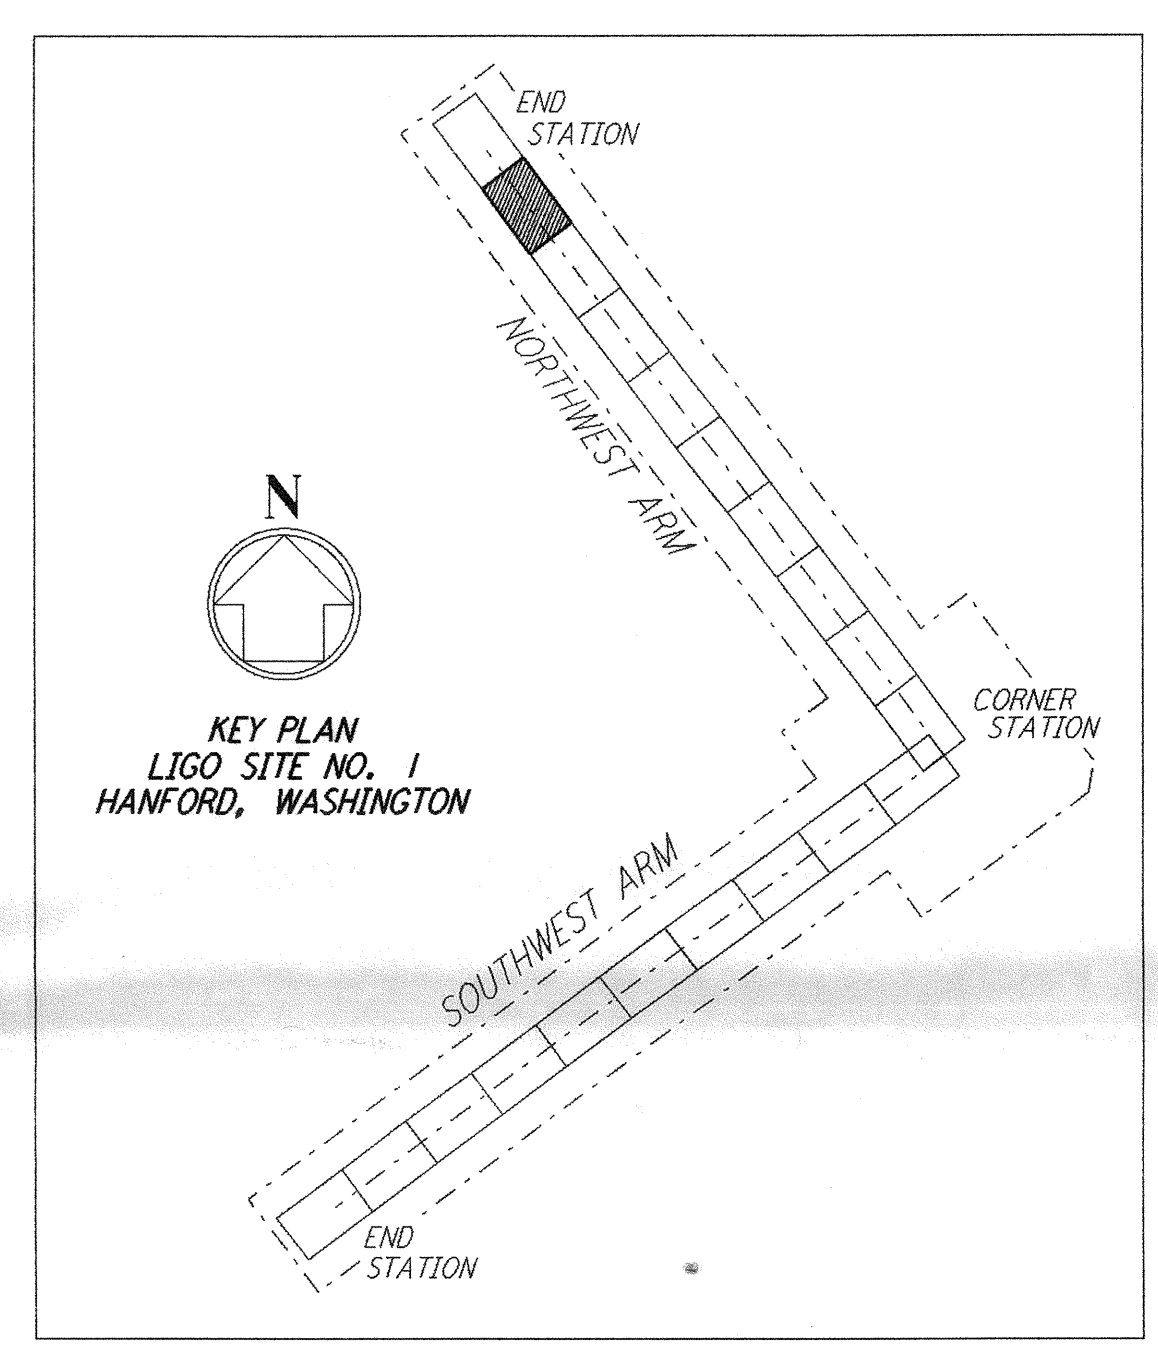 END
STATION
NORTHWEST ARM
N
KEY PLAN
LIGO SITE NO. 1
HANFORD, WASHINGTON
CORNER
STATION
SOUTHWEST ARM
END
STATION